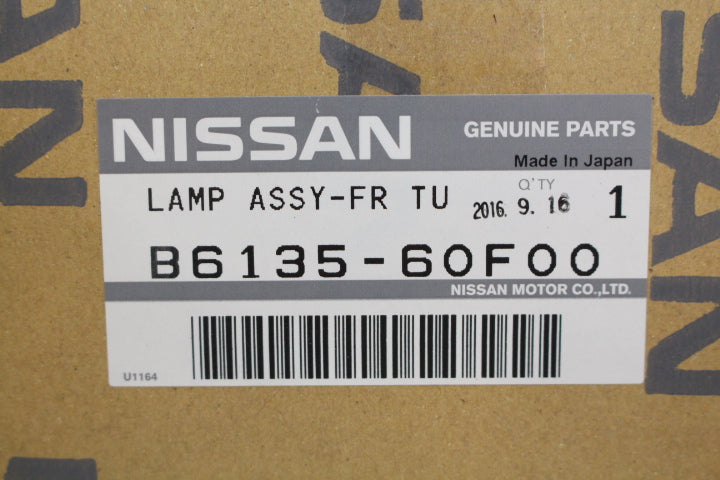 NISSAN
GENUINE PARTS
Made In Japan
LAMP ASSY-FR TU
Q'TY
2016. 9. 16
1
B6135-60F00
NISSAN MOTOR CO.,LTD.
U1164